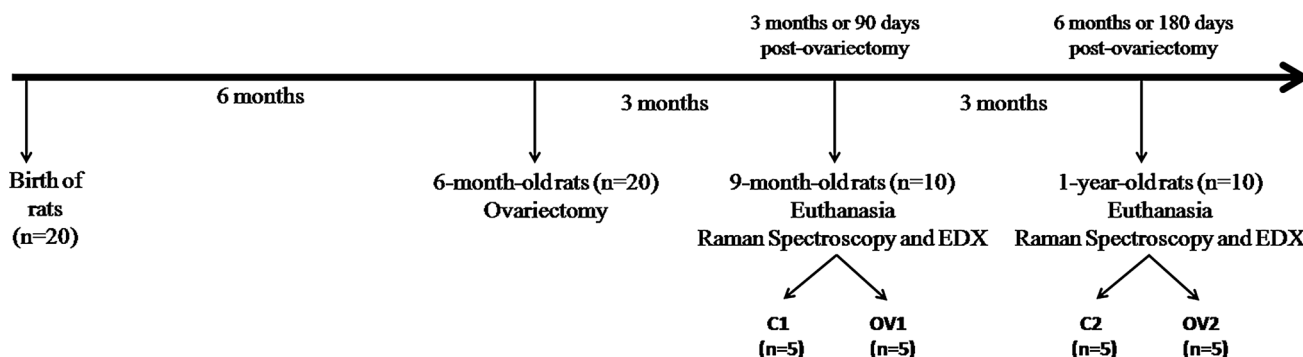 3 months or 90 days
post-ovariectomy
6 months or 180 days
post-ovariectomy
6 months
3 months
3 months
Birth of
rats
(n=20)
6-month-old rats (n=20)
Ovariectomy
9-month-old rats (n=10)
Euthanasia
Raman Spectroscopy and EDX
1-year-old rats (n=10)
Euthanasia
Raman Spectroscopy and EDX
C1
(n=5)
OV1
(n=5)
C2
(n=5)
OV2
(n=5)